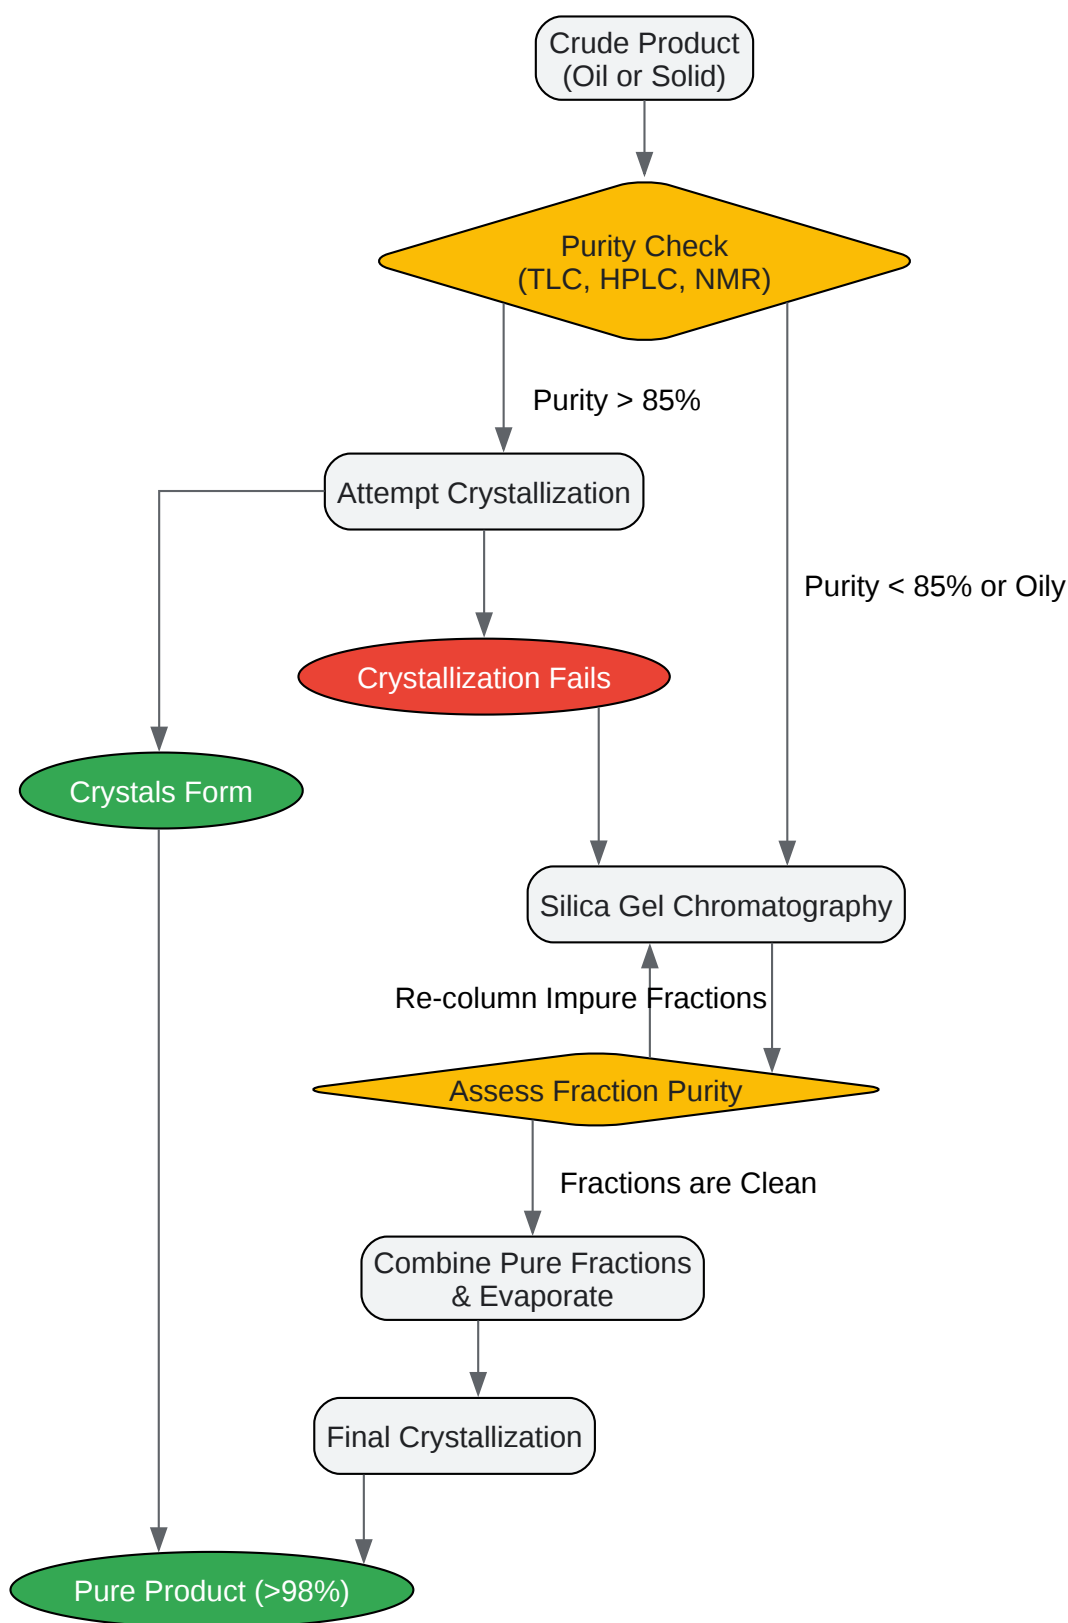 Crude Product
(Oil or Solid)
Purity Check
(TLC, HPLC, NMR)
Purity > 85%
Attempt Crystallization
Purity < 85% or Oily
Crystallization Fails
Crystals Form
Silica Gel Chromatography
Re-column Impure Fractions
Assess Fraction Purity
Fractions are Clean
Combine Pure Fractions
& Evaporate
Final Crystallization
Pure Product (>98%)